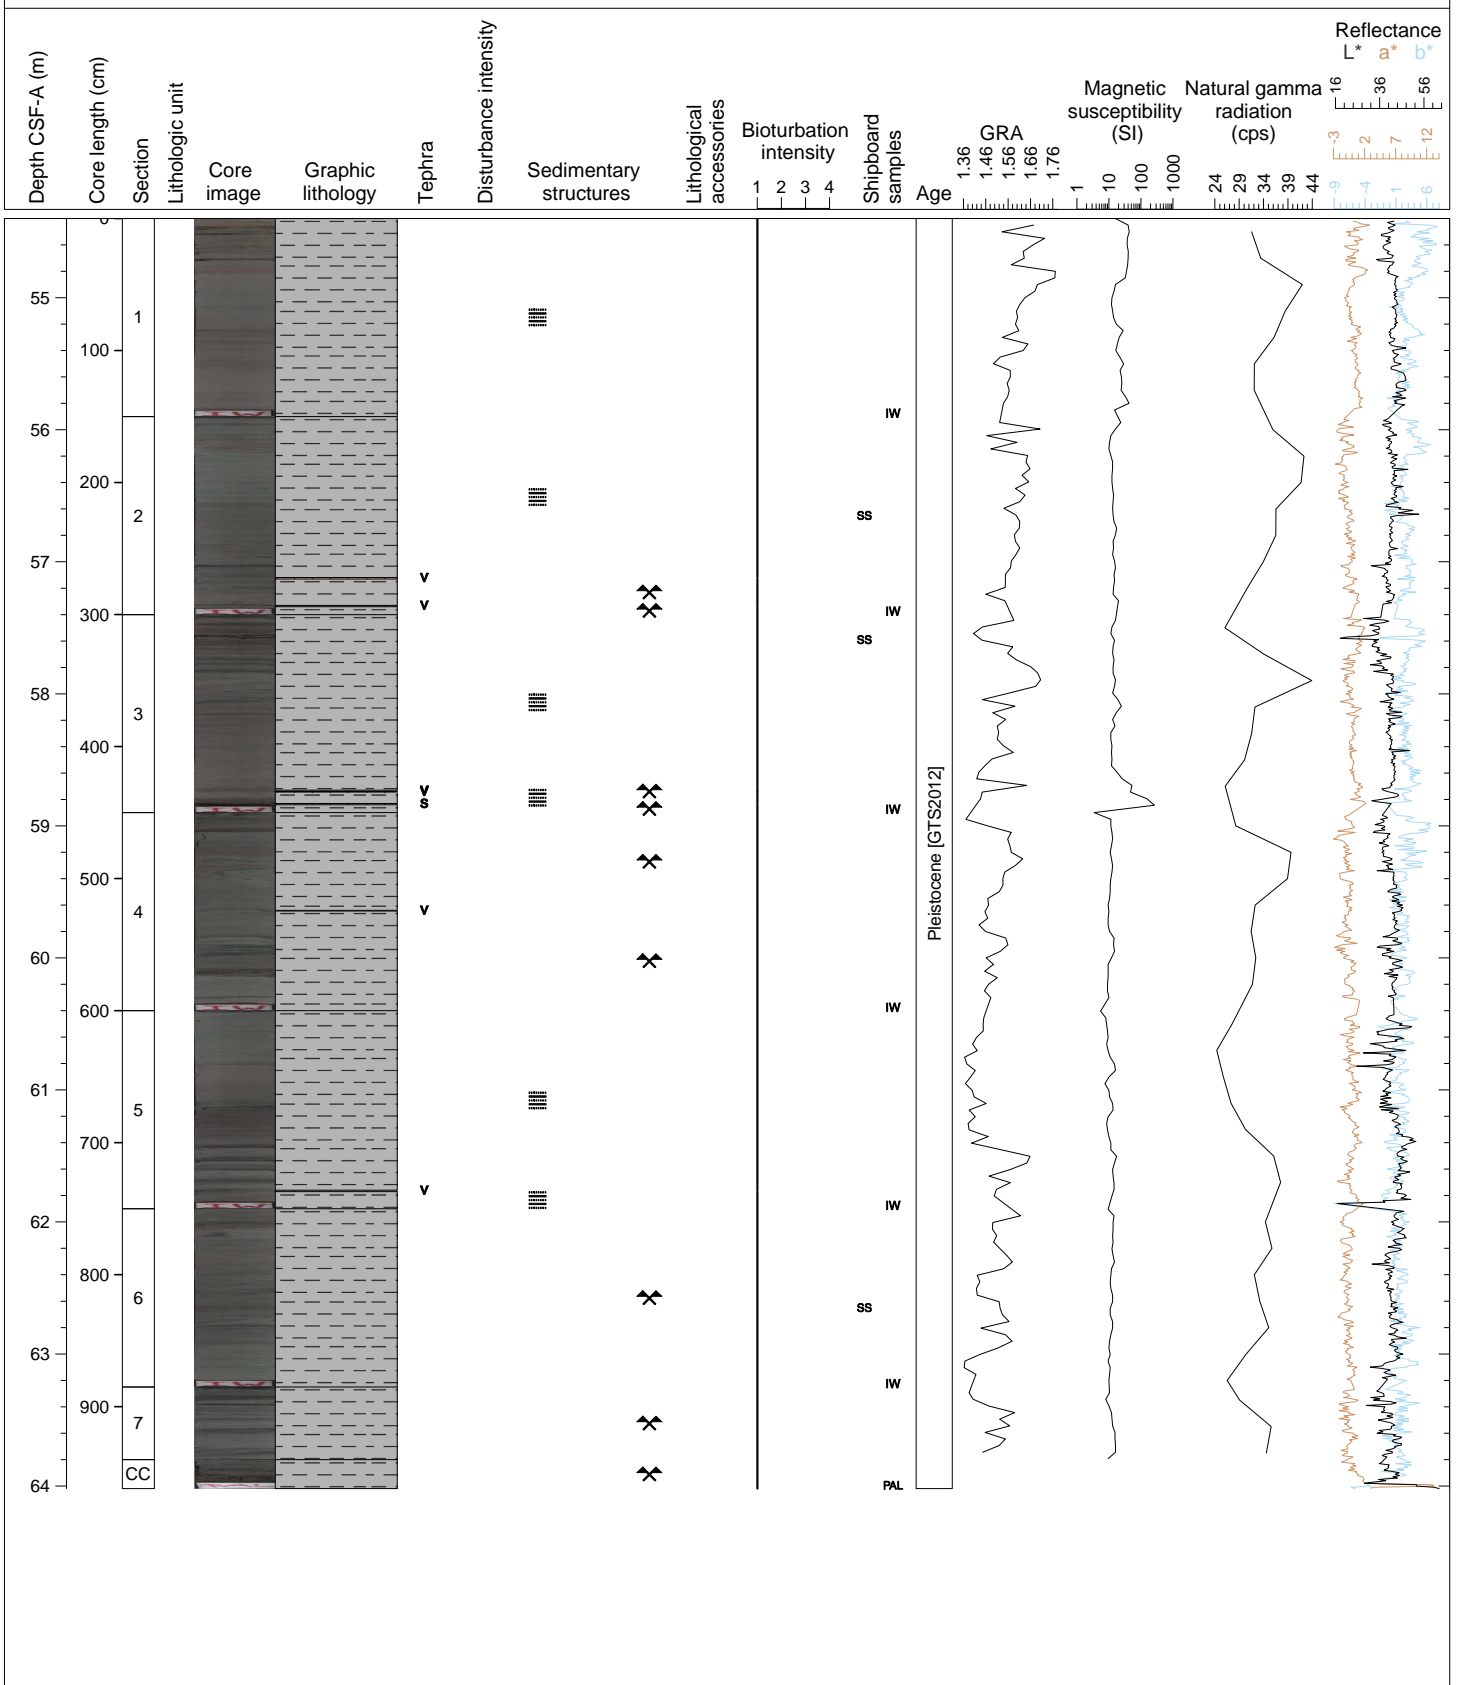 Depth CSF-A (m)
Core length (cm)
Section
Lithologic unit
Core
image
Graphic
lithology
Tephra
Disturbance intensity
Sedimentary
structures
Lithological
accessories
Bioturbation
intensity
1 2 3 4
Shipboard
samples
Age
GRA
1.36 1.46 1.56 1.66 1.76
Magnetic
susceptibility
(SI)
1 10 100 1000
Natural gamma
radiation
(cps)
24 29 34 39 44
Reflectance
L* a* b*
16 36 56
-3 2 7 12
-9 -4 1 6
0
55
1
100
IW
56
200
2
SS
57
V
V
300
IW
SS
58
3
400
V
S
IW
59
Pleistocene [GTS2012]
500
4
V
60
600
IW
61
5
700
V
IW
62
800
6
SS
63
IW
900
7
CC
64
PAL